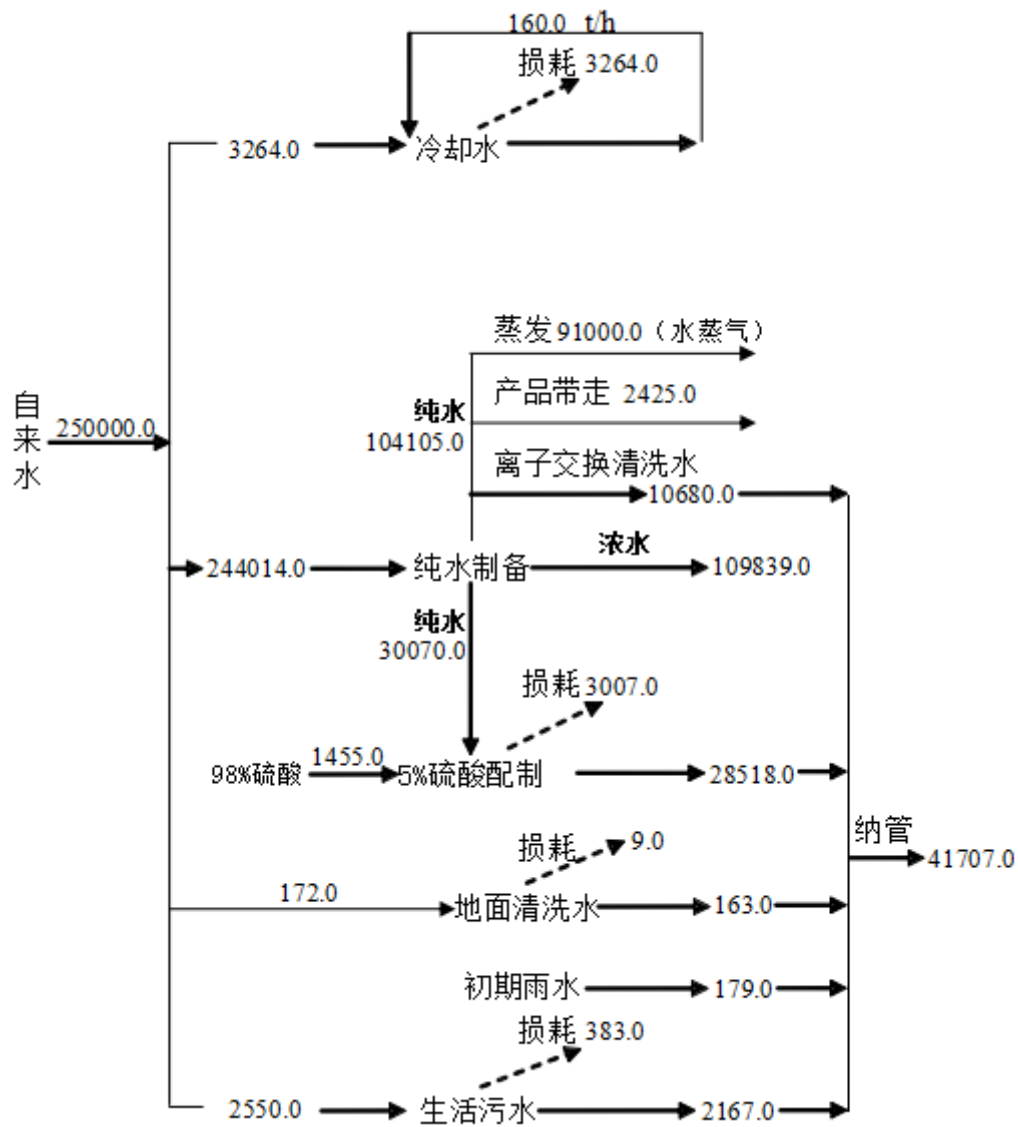 160.0 t/h
损耗 3264.0
3264.0
冷却水
蒸发 91000.0（水蒸气）
产品带走 2425.0
纯水
104105.0
自来水
250000.0
离子交换清洗水
10680.0
浓水
244014.0
纯水制备
109839.0
纯水
30070.0
损耗 3007.0
1455.0
98%硫酸
5%硫酸配制
28518.0
纳管
41707.0
损耗 9.0
172.0
地面清洗水
163.0
初期雨水
179.0
损耗 383.0
2550.0
生活污水
2167.0